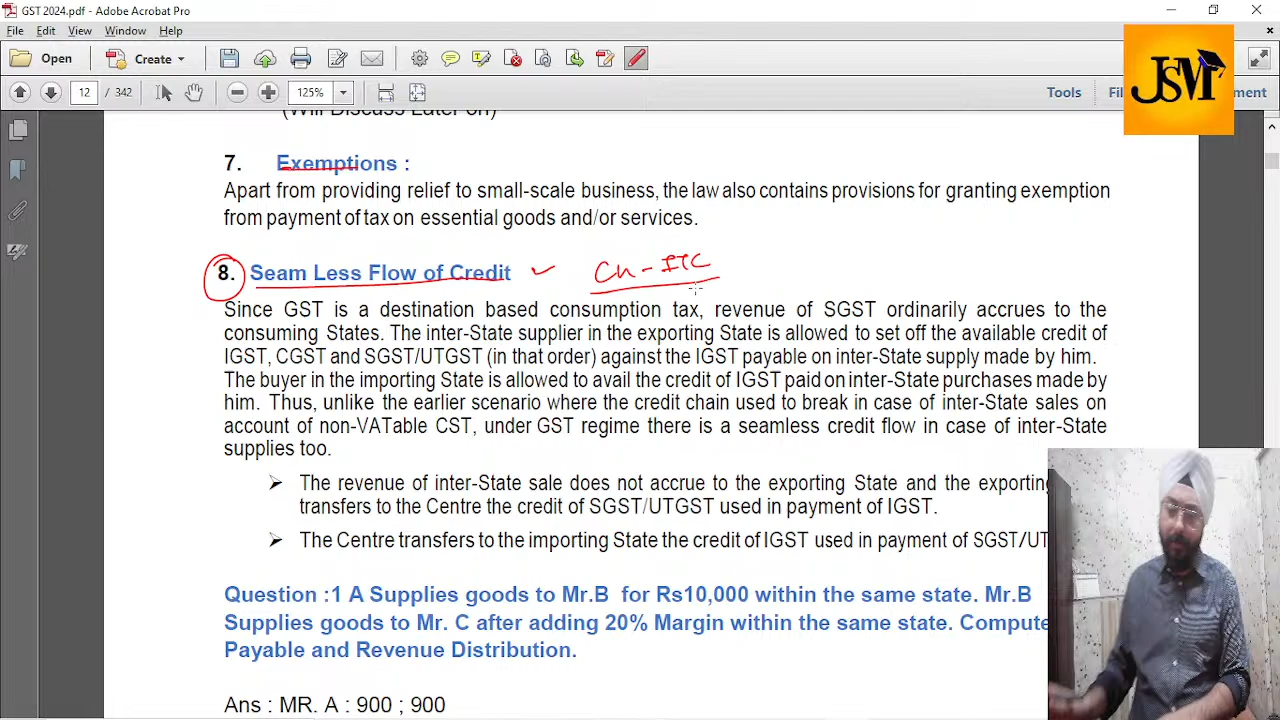 GST 2024.pdf - Adobe Acrobat Pro
File Edit View Window Help
Open Create
12 / 342 125% Tools
JSM
(Will Discuss Later on)
7. Exemptions :
Apart from providing relief to small-scale business, the law also contains provisions for granting exemption
from payment of tax on essential goods and/or services.
8. Seam Less Flow of Credit Ch - ITC
Since GST is a destination based consumption tax, revenue of SGST ordinarily accrues to the
consuming States. The inter-State supplier in the exporting State is allowed to set off the available credit of
IGST, CGST and SGST/UTGST (in that order) against the IGST payable on inter-State supply made by him.
The buyer in the importing State is allowed to avail the credit of IGST paid on inter-State purchases made by
him. Thus, unlike the earlier scenario where the credit chain used to break in case of inter-State sales on
account of non-VATable CST, under GST regime there is a seamless credit flow in case of inter-State
supplies too.
➢ The revenue of inter-State sale does not accrue to the exporting State and the exporting
transfers to the Centre the credit of SGST/UTGST used in payment of IGST.
➢ The Centre transfers to the importing State the credit of IGST used in payment of SGST/UT
Question :1 A Supplies goods to Mr.B for Rs10,000 within the same state. Mr.B
Supplies goods to Mr. C after adding 20% Margin within the same state. Compute
Payable and Revenue Distribution.
Ans : MR. A : 900 ; 900